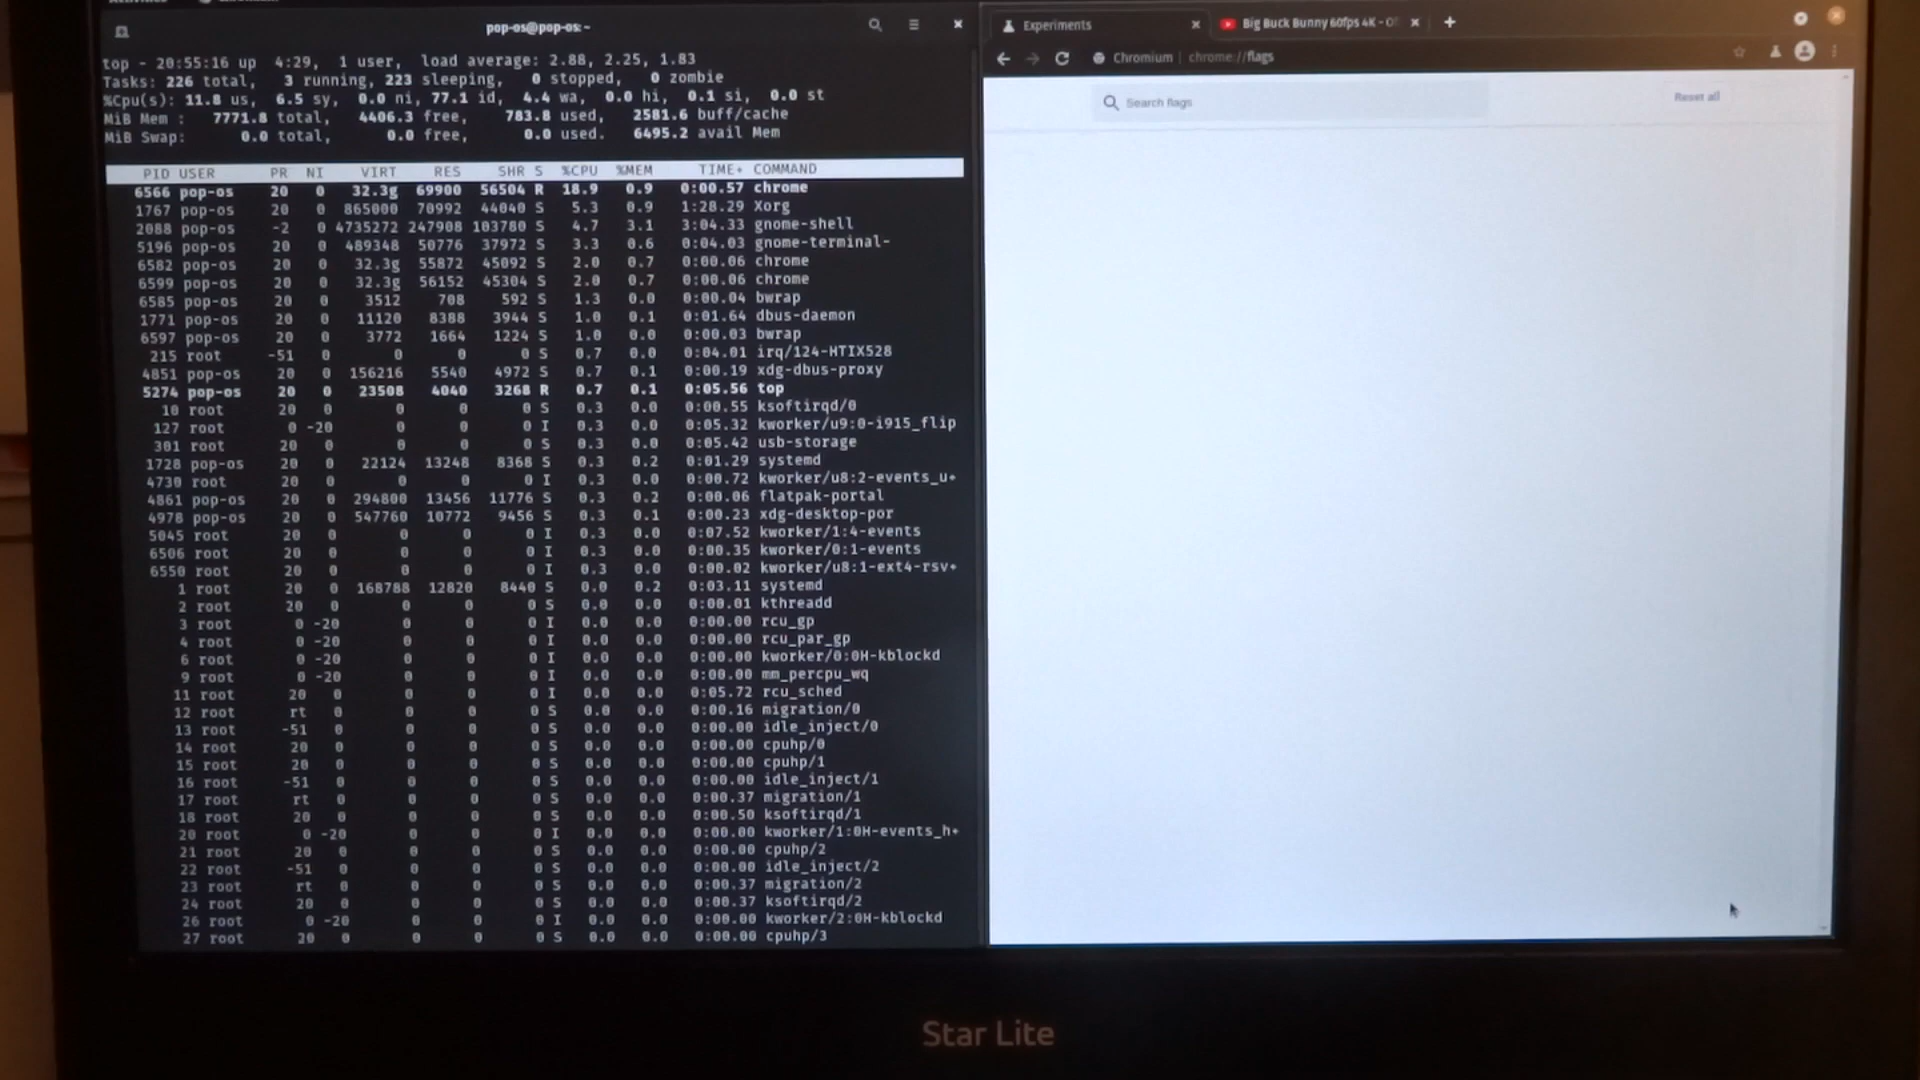 pop-os@pop-os: ~
top - 20:55:16 up  4:29,  1 user,  load average: 2.88, 2.25, 1.83
Tasks: 226 total,   3 running, 223 sleeping,   0 stopped,   0 zombie
%Cpu(s): 11.8 us,  6.5 sy,  0.0 ni, 77.1 id,  4.4 wa,  0.0 hi,  0.1 si,  0.0 st
MiB Mem :   7771.8 total,   4406.3 free,    783.8 used,   2581.6 buff/cache
MiB Swap:      0.0 total,      0.0 free,      0.0 used.   6495.2 avail Mem
PID USER PR NI VIRT RES SHR S %CPU %MEM TIME+ COMMAND
6566 pop-os 20 0 32.3g 69900 56504 R 18.9 0.9 0:00.57 chrome
1767 pop-os 20 0 865000 70992 44040 S 5.3 0.9 1:28.29 Xorg
2088 pop-os -2 0 4735272 247908 103780 S 4.7 3.1 3:04.33 gnome-shell
5196 pop-os 20 0 489348 50776 37972 S 3.3 0.6 0:04.03 gnome-terminal-
6582 pop-os 20 0 32.3g 55872 45092 S 2.0 0.7 0:00.06 chrome
6599 pop-os 20 0 32.3g 56152 45304 S 2.0 0.7 0:00.06 chrome
6585 pop-os 20 0 3512 708 592 S 1.3 0.0 0:00.04 bwrap
1771 pop-os 20 0 11120 8388 3944 S 1.0 0.1 0:01.64 dbus-daemon
6597 pop-os 20 0 3772 1664 1224 S 1.0 0.0 0:00.03 bwrap
215 root -51 0 0 0 0 S 0.7 0.0 0:04.01 irq/124-HTIX528
4851 pop-os 20 0 156216 5540 4972 S 0.7 0.1 0:00.19 xdg-dbus-proxy
5274 pop-os 20 0 23508 4040 3268 R 0.7 0.1 0:05.56 top
10 root 20 0 0 0 0 S 0.3 0.0 0:00.55 ksoftirqd/0
127 root 0 -20 0 0 0 I 0.3 0.0 0:05.32 kworker/u9:0-i915_flip
301 root 20 0 0 0 0 S 0.3 0.0 0:05.42 usb-storage
1728 pop-os 20 0 22124 13248 8368 S 0.3 0.2 0:01.29 systemd
4730 root 20 0 0 0 0 I 0.3 0.0 0:00.72 kworker/u8:2-events_u+
4861 pop-os 20 0 294800 13456 11776 S 0.3 0.2 0:00.06 flatpak-portal
4978 pop-os 20 0 547760 10772 9456 S 0.3 0.1 0:00.23 xdg-desktop-por
5045 root 20 0 0 0 0 I 0.3 0.0 0:07.52 kworker/1:4-events
6506 root 20 0 0 0 0 I 0.3 0.0 0:00.35 kworker/0:1-events
6550 root 20 0 0 0 0 I 0.3 0.0 0:00.02 kworker/u8:1-ext4-rsv+
1 root 20 0 168788 12820 8440 S 0.0 0.2 0:03.11 systemd
2 root 20 0 0 0 0 S 0.0 0.0 0:00.01 kthreadd
3 root 0 -20 0 0 0 I 0.0 0.0 0:00.00 rcu_gp
4 root 0 -20 0 0 0 I 0.0 0.0 0:00.00 rcu_par_gp
6 root 0 -20 0 0 0 I 0.0 0.0 0:00.00 kworker/0:0H-kblockd
9 root 0 -20 0 0 0 I 0.0 0.0 0:00.00 mm_percpu_wq
11 root 20 0 0 0 0 I 0.0 0.0 0:05.72 rcu_sched
12 root rt 0 0 0 0 S 0.0 0.0 0:00.16 migration/0
13 root -51 0 0 0 0 S 0.0 0.0 0:00.00 idle_inject/0
14 root 20 0 0 0 0 S 0.0 0.0 0:00.00 cpuhp/0
15 root 20 0 0 0 0 S 0.0 0.0 0:00.00 cpuhp/1
16 root -51 0 0 0 0 S 0.0 0.0 0:00.00 idle_inject/1
17 root rt 0 0 0 0 S 0.0 0.0 0:00.37 migration/1
18 root 20 0 0 0 0 S 0.0 0.0 0:00.50 ksoftirqd/1
20 root 0 -20 0 0 0 I 0.0 0.0 0:00.00 kworker/1:0H-events_h+
21 root 20 0 0 0 0 S 0.0 0.0 0:00.00 cpuhp/2
22 root -51 0 0 0 0 S 0.0 0.0 0:00.00 idle_inject/2
23 root rt 0 0 0 0 S 0.0 0.0 0:00.37 migration/2
24 root 20 0 0 0 0 S 0.0 0.0 0:00.37 ksoftirqd/2
26 root 0 -20 0 0 0 I 0.0 0.0 0:00.00 kworker/2:0H-kblockd
27 root 20 0 0 0 0 S 0.0 0.0 0:00.00 cpuhp/3
Experiments
Big Buck Bunny 60fps 4K - Of
Chromium | chrome://flags
Search flags
Reset all
Star Lite